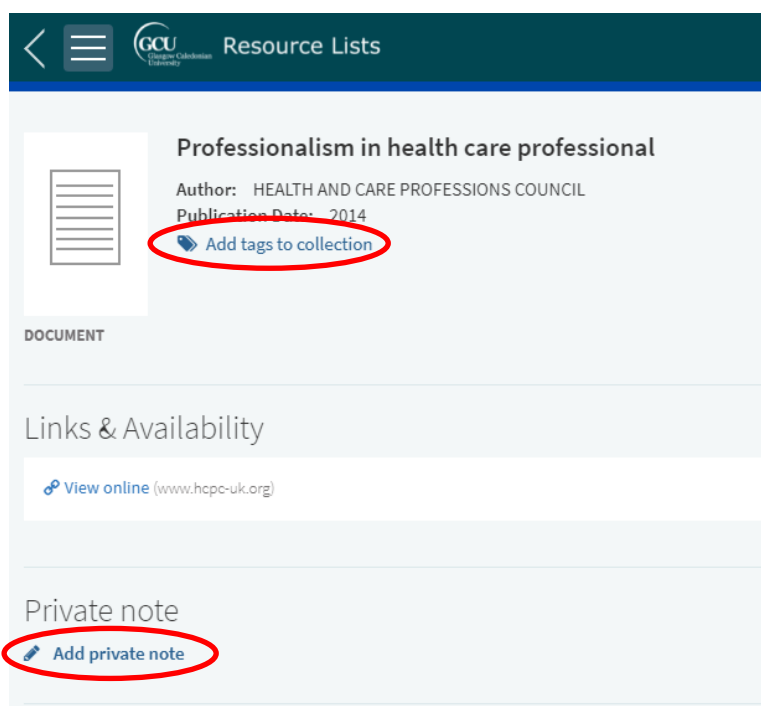 GCU
Glasgow Caledonian
University
Resource Lists
Professionalism in health care professional
Author: HEALTH AND CARE PROFESSIONS COUNCIL
Publication Date: 2014
Add tags to collection
DOCUMENT
Links & Availability
View online (www.hcpc-uk.org)
Private note
Add private note